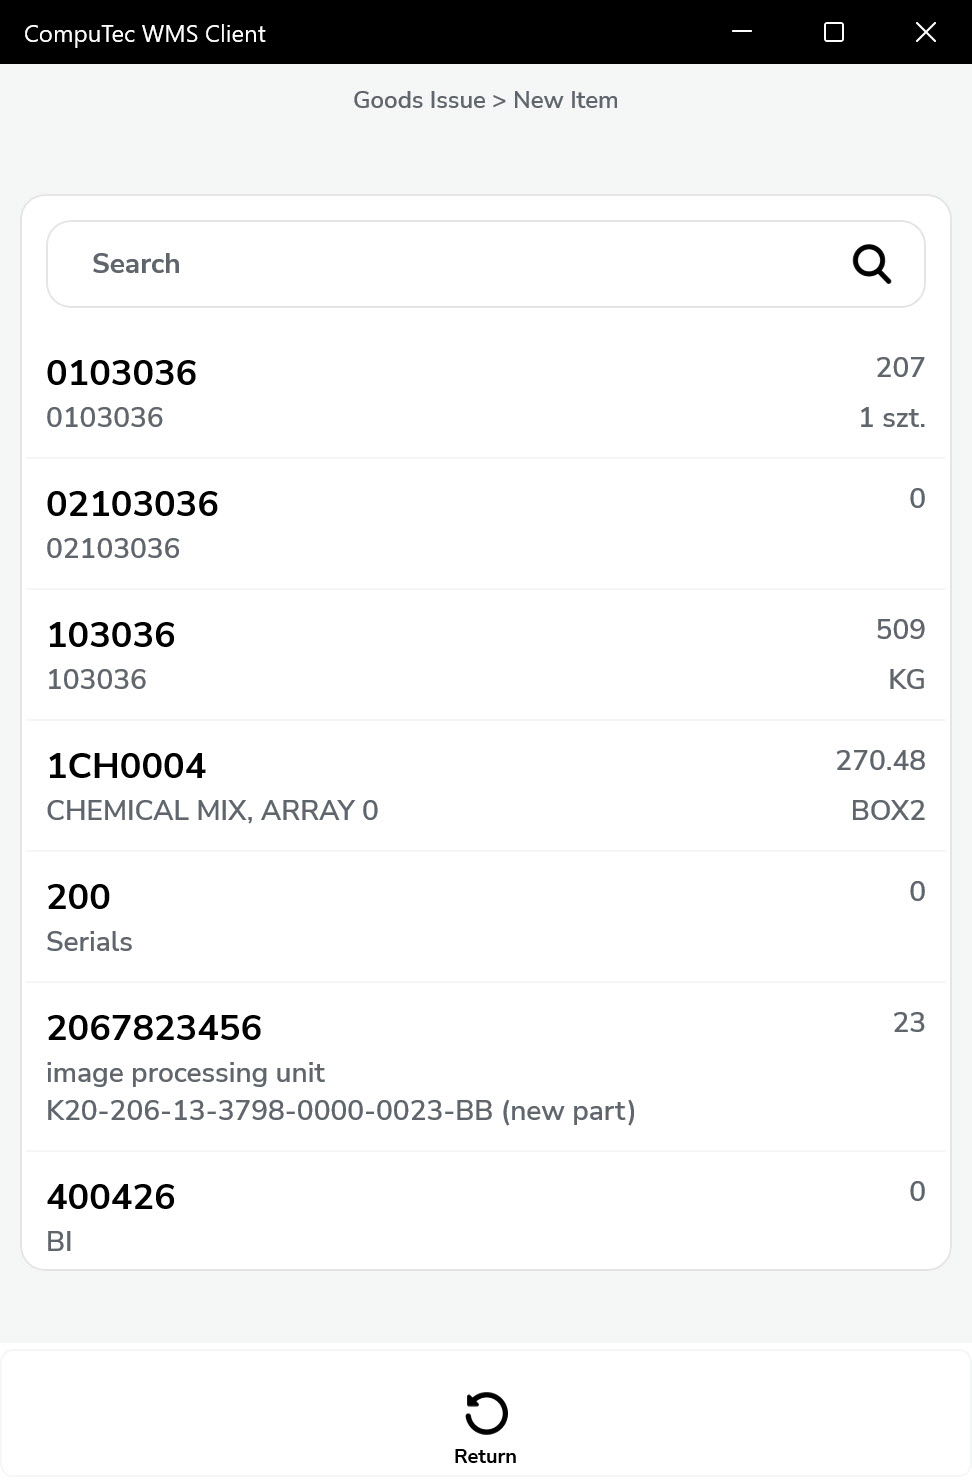 CompuTec WMS Client
Goods Issue > New Item
Search
0103036
207
0103036
1 szt.
02103036
0
02103036
103036
509
103036
KG
1CH0004
270.48
CHEMICAL MIX, ARRAY 0
BOX2
200
0
Serials
2067823456
23
image processing unit
K20-206-13-3798-0000-0023-BB (new part)
400426
0
BI
Return